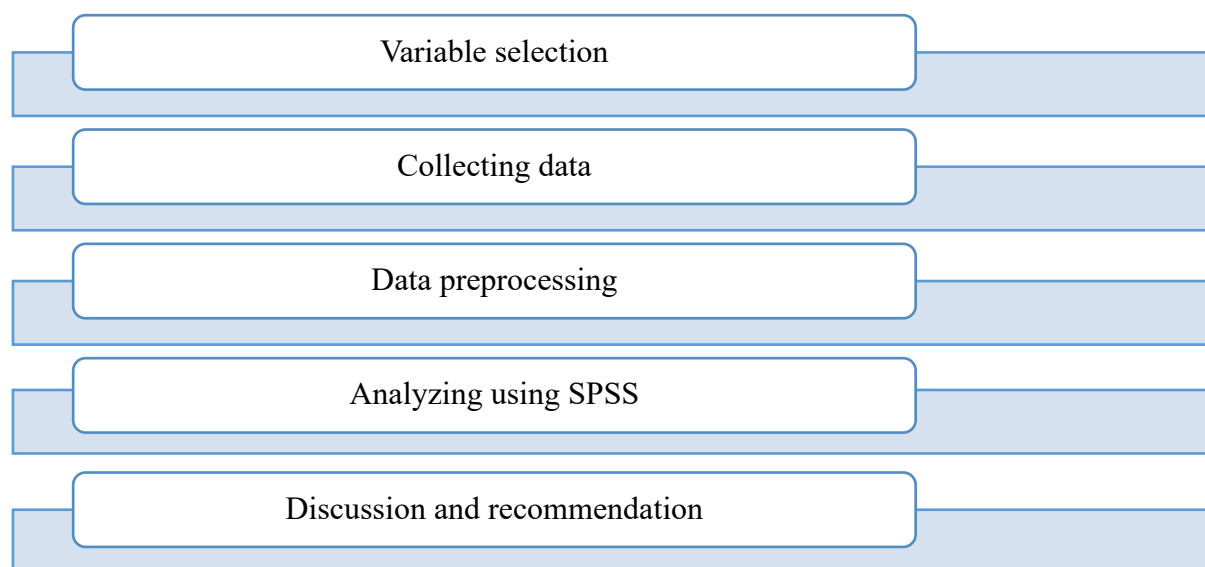 Variable selection
Collecting data
Data preprocessing
Analyzing using SPSS
Discussion and recommendation